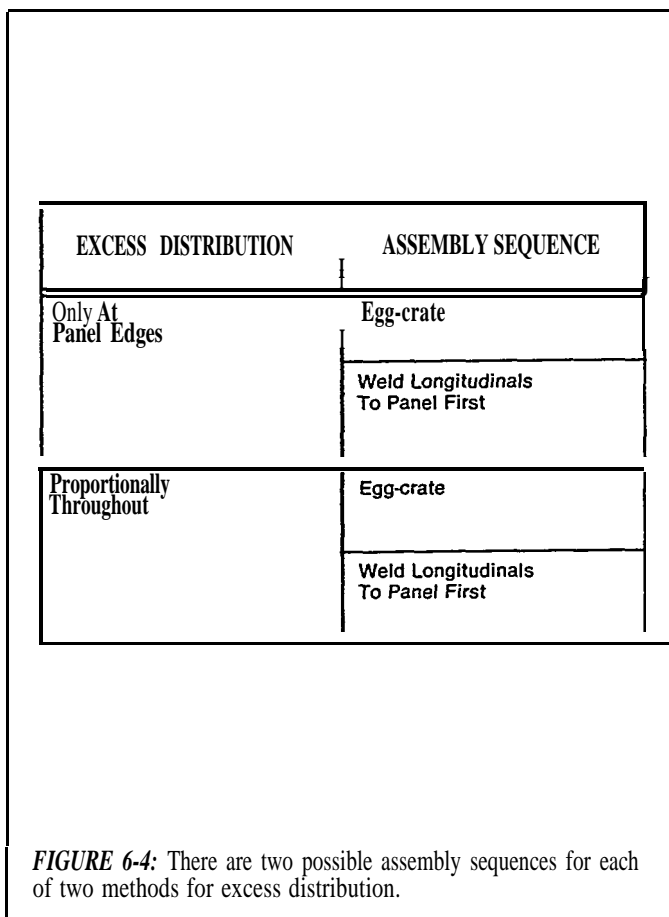 EXCESS DISTRIBUTION ASSEMBLY SEQUENCE
Only At Egg-crate
Panel Edges
Weld Longitudinals
To Panel First
Proportionally Egg-crate
Throughout
Weld Longitudinals
To Panel First
FIGURE 6-4: There are two possible assembly sequences for each
of two methods for excess distribution.